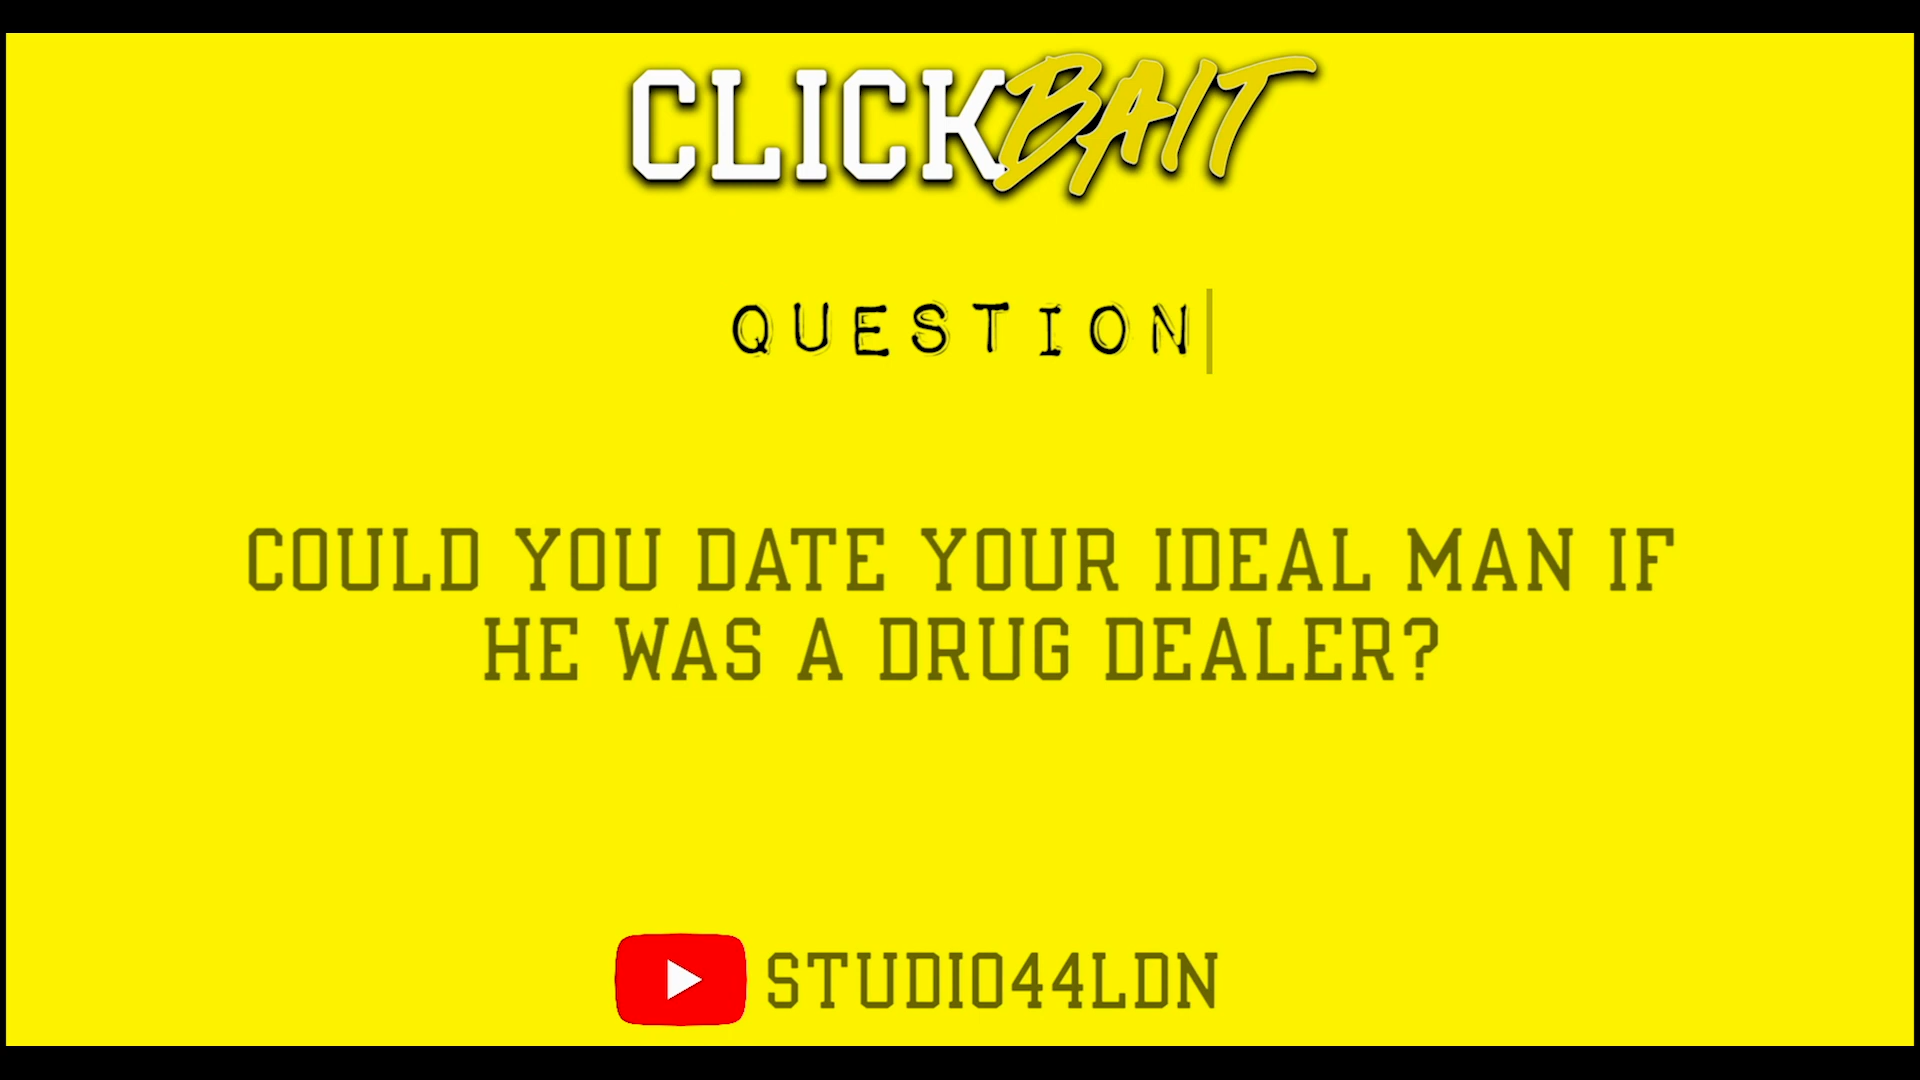 CLICKBAIT
QUESTION
COULD YOU DATE YOUR IDEAL MAN IF
HE WAS A DRUG DEALER?
STUDIO44LDN